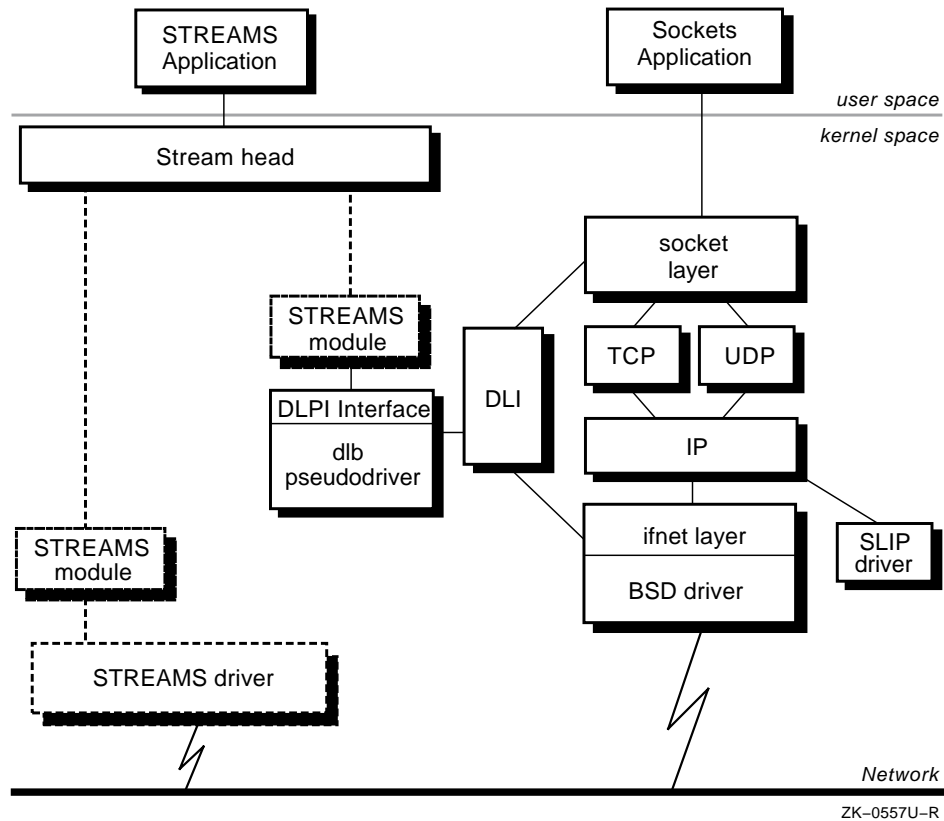 STREAMS
Application
Sockets
Application
user space
kernel space
Stream head
socket
layer
STREAMS
module
TCP
UDP
DLI
DLPI Interface
dlb
pseudodriver
IP
STREAMS
module
ifnet layer
BSD driver
SLIP
driver
STREAMS driver
Network
ZK–0557U–R